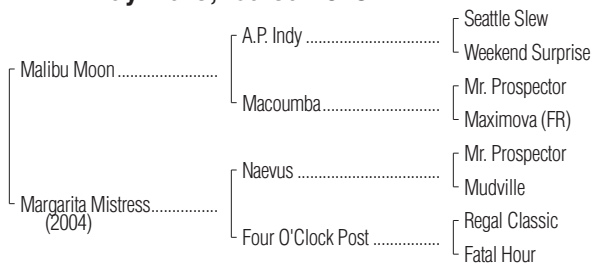 A.P. Indy
Seattle Slew
Weekend Surprise
Malibu Moon
Macoumba
Mr. Prospector
Maximova (FR)
Naevus
Mr. Prospector
Mudville
Margarita Mistress
(2004)
Four O'Clock Post
Regal Classic
Fatal Hour